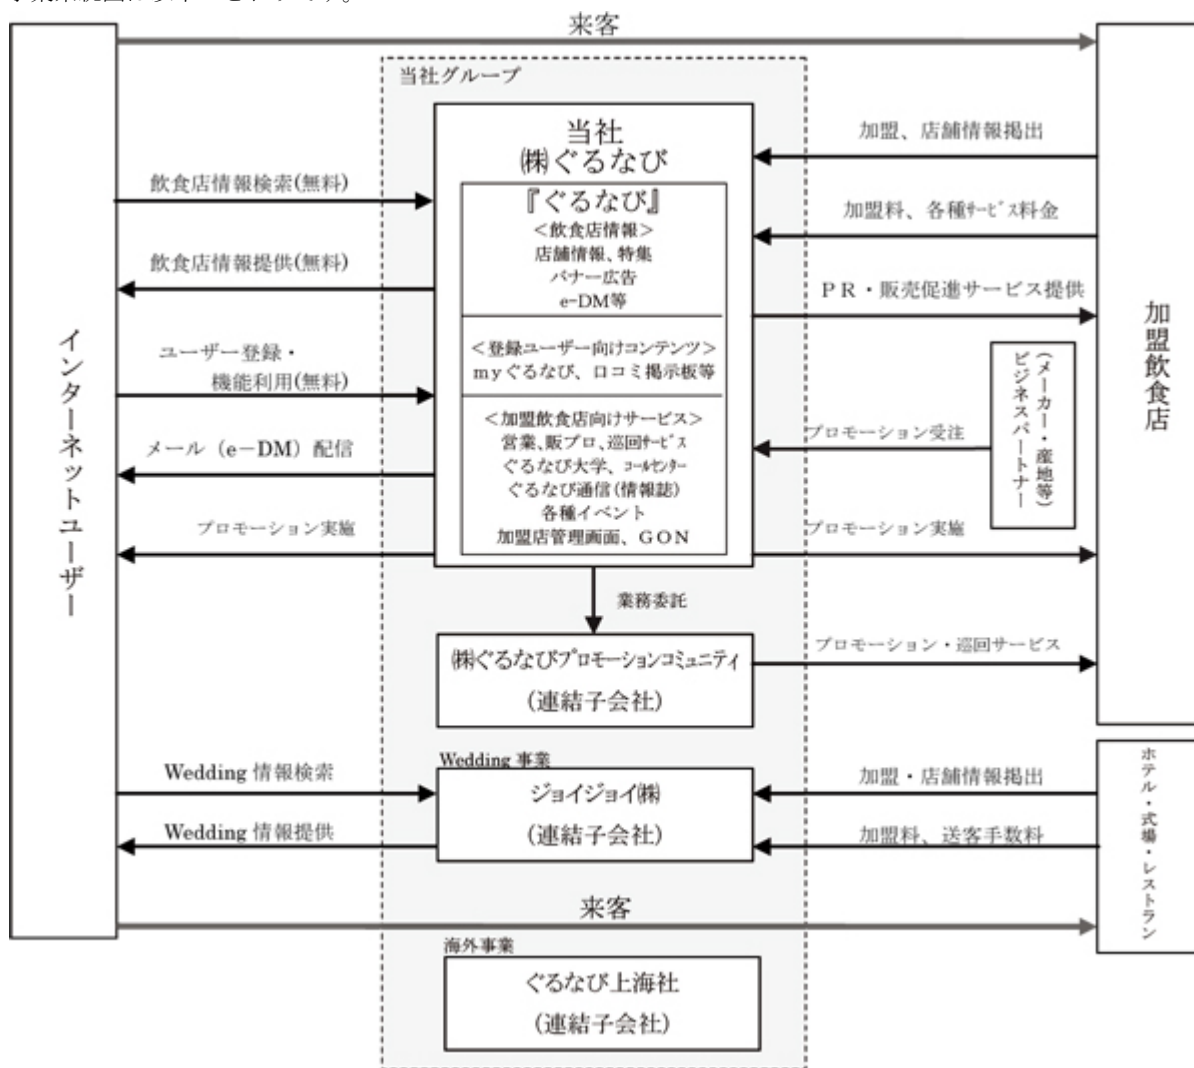 来客
当社グループ
当社
㈱ぐるなび
『ぐるなび』
<飲食店情報>
店舗情報、特集
バナー広告
e-DM等
<登録ユーザー向けコンテンツ>
myぐるなび、口コミ掲示板等
<加盟飲食店向けサービス>
営業、販プロ、巡回ｻｰﾋﾞｽ
ぐるなび大学、ｺｰﾙｾﾝﾀｰ
ぐるなび通信(情報誌)
各種イベント
加盟店管理画面、GON
インターネットユーザー
飲食店情報検索(無料)
飲食店情報提供(無料)
ユーザー登録・
機能利用(無料)
メール（e－DM）配信
プロモーション実施
加盟、店舗情報掲出
加盟料、各種ｻｰﾋﾞｽ料金
ＰＲ・販売促進サービス提供
プロモーション受注
ビジネスパートナー
（メーカー・産地等）
プロモーション実施
加盟飲食店
業務委託
㈱ぐるなびプロモーションコミュニティ
(連結子会社)
プロモーション・巡回サービス
Wedding 事業
ジョイジョイ㈱
(連結子会社)
Wedding 情報検索
Wedding 情報提供
加盟・店舗情報掲出
加盟料、送客手数料
ホテル・式場・レストラン
来客
海外事業
ぐるなび上海社
(連結子会社)